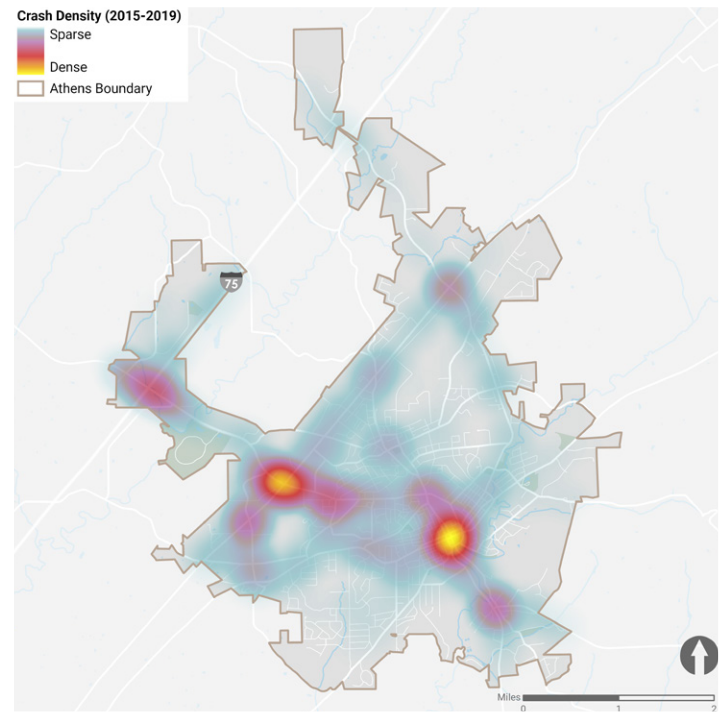 Crash Density (2015-2019)
Sparse
Dense
Athens Boundary
75
Miles
0 1 2